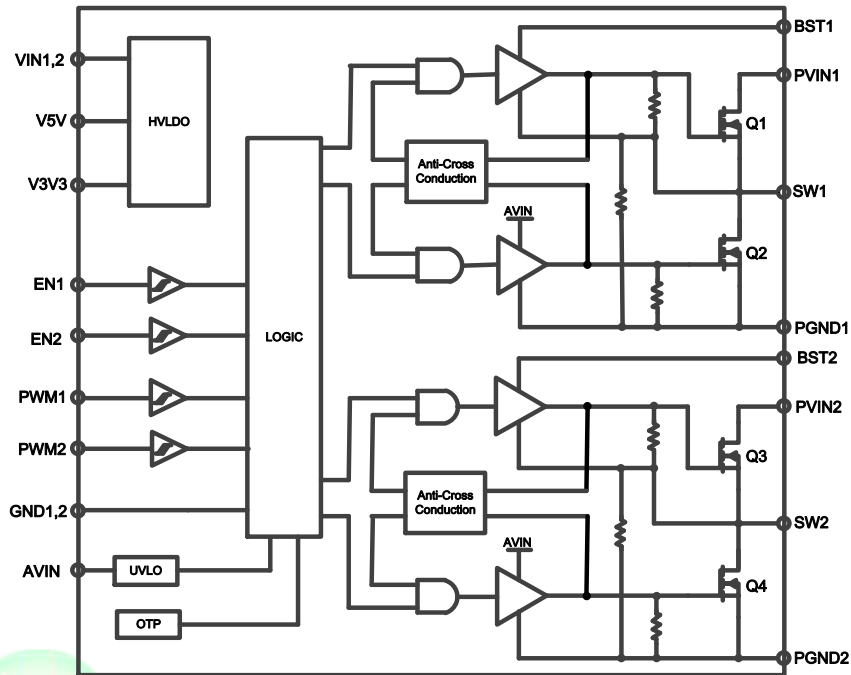 BST1
VIN1,2
PVIN1
HVLDO
V5V
Q1
Anti-Cross
Conduction
V3V3
SW1
AVIN
Q2
EN1
LOGIC
EN2
PGND1
BST2
PWM1
PVIN2
PWM2
Q3
Anti-Cross
Conduction
GND1,2
SW2
AVIN
AVIN
UVLO
Q4
OTP
PGND2